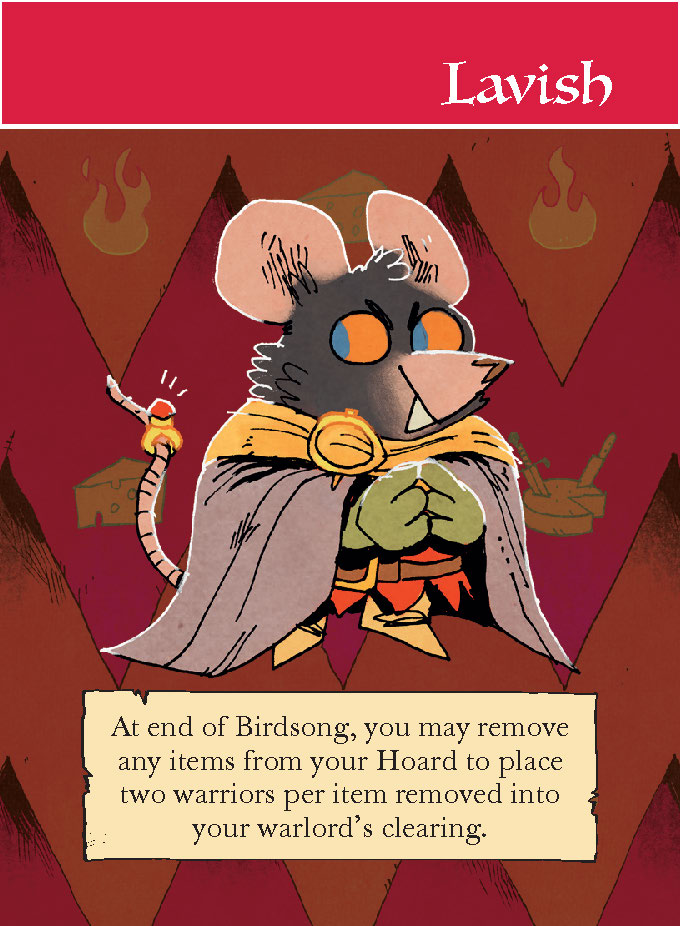 Lavish
At end of Birdsong, you may remove
any items from your Hoard to place
two warriors per item removed into
your warlord’s clearing.